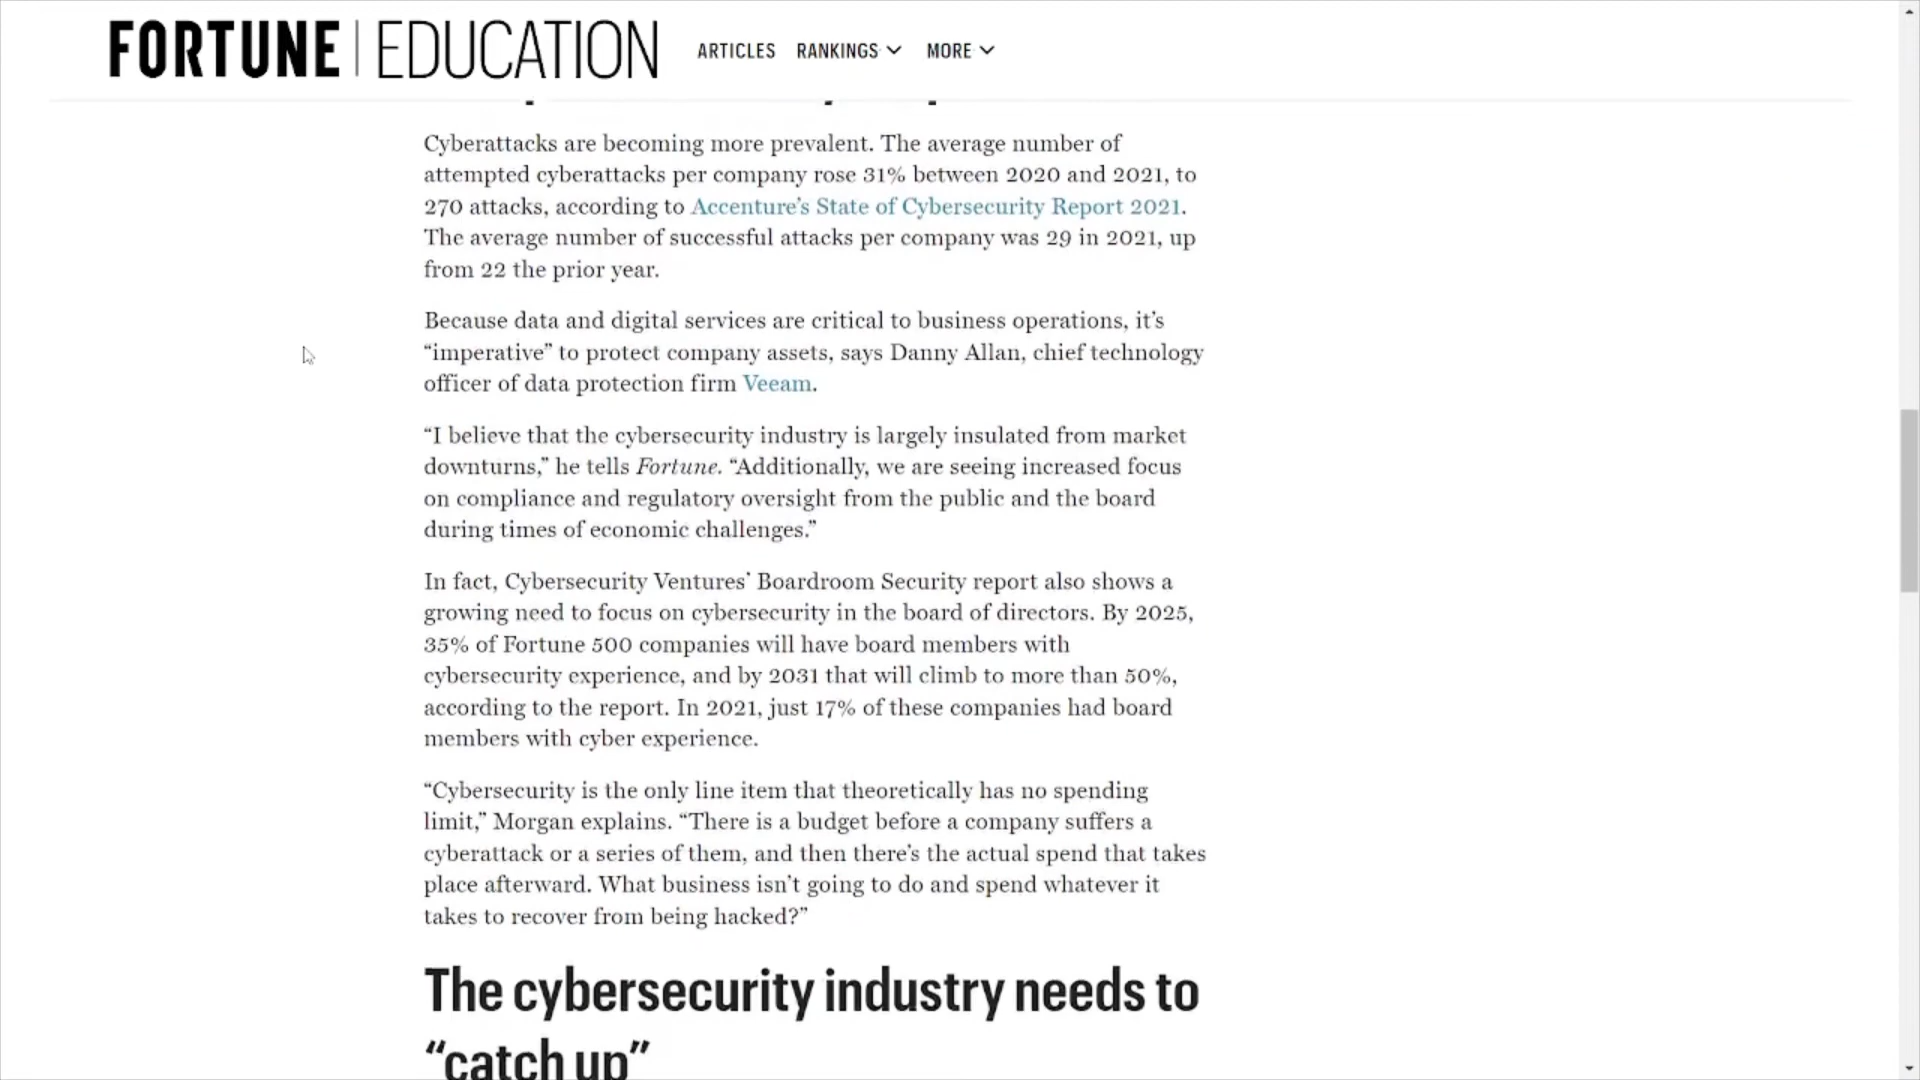 FORTUNE | EDUCATION ARTICLES RANKINGS MORE
Cyberattacks are becoming more prevalent. The average number of
attempted cyberattacks per company rose 31% between 2020 and 2021, to
270 attacks, according to Accenture's State of Cybersecurity Report 2021.
The average number of successful attacks per company was 29 in 2021, up
from 22 the prior year.
Because data and digital services are critical to business operations, it's
“imperative” to protect company assets, says Danny Allan, chief technology
officer of data protection firm Veeam.
“I believe that the cybersecurity industry is largely insulated from market
downturns,” he tells Fortune. “Additionally, we are seeing increased focus
on compliance and regulatory oversight from the public and the board
during times of economic challenges.”
In fact, Cybersecurity Ventures' Boardroom Security report also shows a
growing need to focus on cybersecurity in the board of directors. By 2025,
35% of Fortune 500 companies will have board members with
cybersecurity experience, and by 2031 that will climb to more than 50%,
according to the report. In 2021, just 17% of these companies had board
members with cyber experience.
“Cybersecurity is the only line item that theoretically has no spending
limit,” Morgan explains. “There is a budget before a company suffers a
cyberattack or a series of them, and then there's the actual spend that takes
place afterward. What business isn't going to do and spend whatever it
takes to recover from being hacked?”
The cybersecurity industry needs to
“catch up”